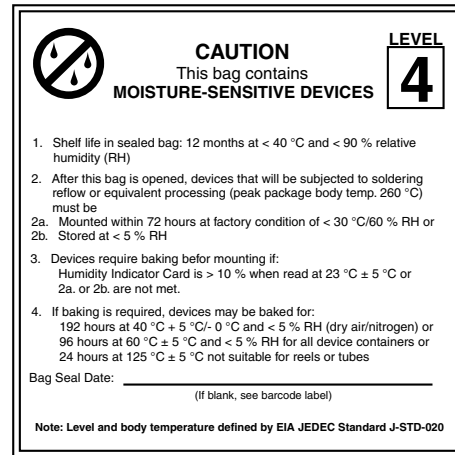 LEVEL
CAUTION
4
This bag contains
MOISTURE-SENSITIVE DEVICES
1. Shelf life in sealed bag: 12 months at < 40 °C and < 90 % relative
humidity (RH)
2. After this bag is opened, devices that will be subjected to soldering
reflow or equivalent processing (peak package body temp. 260 °C)
must be
2a. Mounted within 72 hours at factory condition of < 30 °C/60 % RH or
2b. Stored at < 5 % RH
3. Devices require baking befor mounting if:
Humidity Indicator Card is > 10 % when read at 23 °C ± 5 °C or
2a. or 2b. are not met.
4. If baking is required, devices may be baked for:
192 hours at 40 °C + 5 °C/- 0 °C and < 5 % RH (dry air/nitrogen) or
96 hours at 60 °C ± 5 °C and < 5 % RH for all device containers or
24 hours at 125 °C ± 5 °C not suitable for reels or tubes
Bag Seal Date:
(If blank, see barcode label)
Note: Level and body temperature defined by EIA JEDEC Standard J-STD-020